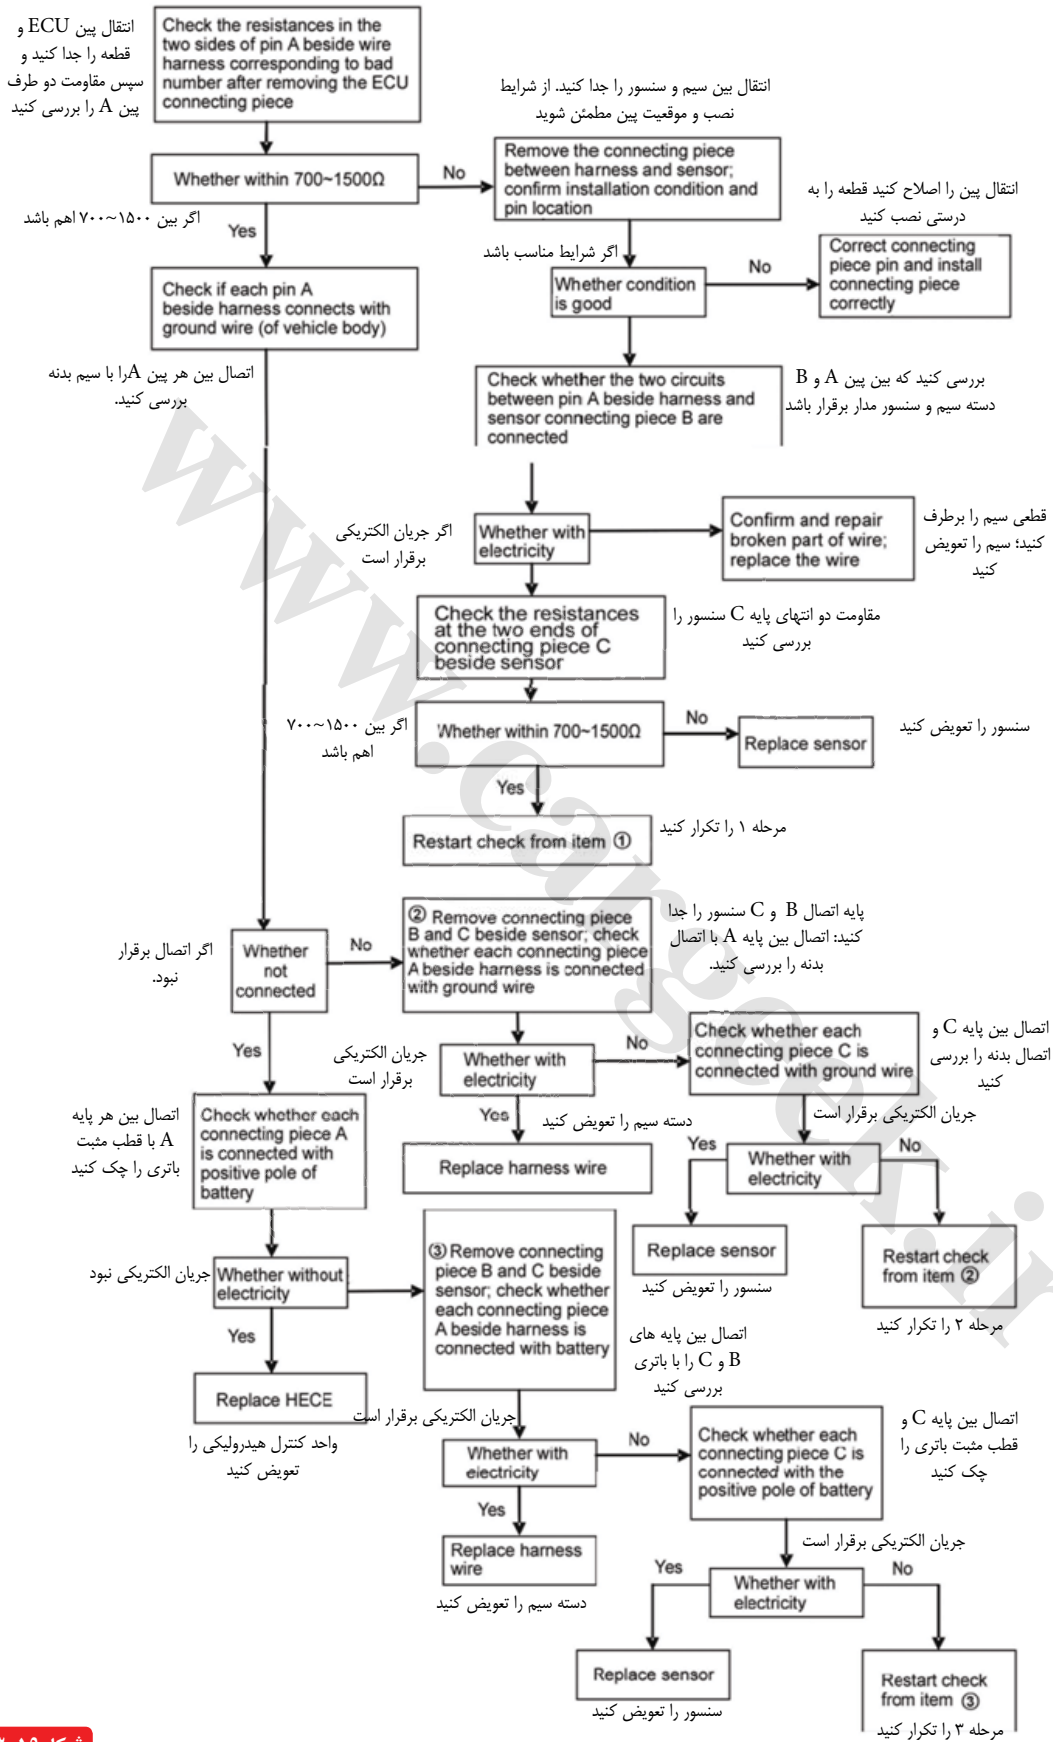 انتقال پین ECU و
قطعه را جدا کنید و
سپس مقاومت دو طرف
پین A را بررسی کنید
Check the resistances in the
two sides of pin A beside wire
harness corresponding to bad
number after removing the ECU
connecting piece
انتقال بین سیم و سنسور را جدا کنید. از شرایط
نصب و موقعیت پین مطمئن شوید
Whether within 700~1500Ω
No
Remove the connecting piece
between harness and sensor;
confirm installation condition and
pin location
انتقال پین را اصلاح کنید قطعه را به
درستی نصب کنید
اگر بین ۱۵۰۰~۷۰۰ اهم باشد
Yes
اگر شرایط مناسب باشد
Whether condition
is good
No
Correct connecting
piece pin and install
connecting piece
correctly
Check if each pin A
beside harness connects with
ground wire (of vehicle body)
اتصال بین هر پین Aرا با سیم بدنه
بررسی کنید.
Check whether the two circuits
between pin A beside harness and
sensor connecting piece B are
connected
بررسی کنید که بین پین A و B
دسته سیم و سنسور مدار برقرار باشد
اگر جریان الکتریکی
برقرار است
Whether with
electricity
Confirm and repair
broken part of wire;
replace the wire
قطعی سیم را برطرف
کنید؛ سیم را تعویض
کنید
Check the resistances
at the two ends of
connecting piece C
beside sensor
مقاومت دو انتهای پایه C سنسور را
بررسی کنید
اگر بین ۱۵۰۰~۷۰۰
اهم باشد
Whether within 700~1500Ω
No
Replace sensor
سنسور را تعویض کنید
Yes
Restart check from item ①
مرحله ۱ را تکرار کنید
اگر اتصال برقرار
نبود.
Whether
not
connected
No
② Remove connecting piece
B and C beside sensor; check
whether each connecting piece
A beside harness is connected
with ground wire
پایه اتصال B و C سنسور را جدا
کنید: اتصال بین پایه A با اتصال
بدنه را بررسی کنید.
Yes
جریان الکتریکی
برقرار است
Whether with
electricity
No
Check whether each
connecting piece C is
connected with ground wire
اتصال بین پایه C و
اتصال بدنه را بررسی
کنید
اتصال بین هر پایه
A با قطب مثبت
باتری را چک کنید
Check whether each
connecting piece A
is connected with
positive pole of
battery
Yes
دسته سیم را تعویض کنید
Replace harness wire
جریان الکتریکی برقرار است
Yes
Whether with
electricity
No
Replace sensor
سنسور را تعویض کنید
Restart check
from item ②
مرحله ۲ را تکرار کنید
جریان الکتریکی نبود
Whether without
electricity
③ Remove connecting
piece B and C beside
sensor; check whether
each connecting piece
A beside harness is
connected with battery
اتصال بین پایه های
B و C را با باتری
بررسی کنید
Yes
Replace HECE
واحد کنترل هیدرولیکی را
تعویض کنید
جریان الکتریکی برقرار است
Whether with
electricity
No
Check whether each
connecting piece C is
connected with the
positive pole of battery
اتصال بین پایه C و
قطب مثبت باتری را
چک کنید
Yes
Replace harness
wire
دسته سیم را تعویض کنید
جریان الکتریکی برقرار است
Yes
Whether with
electricity
No
Replace sensor
سنسور را تعویض کنید
Restart check
from item ③
مرحله ۳ را تکرار کنید
www.cargeek.ir